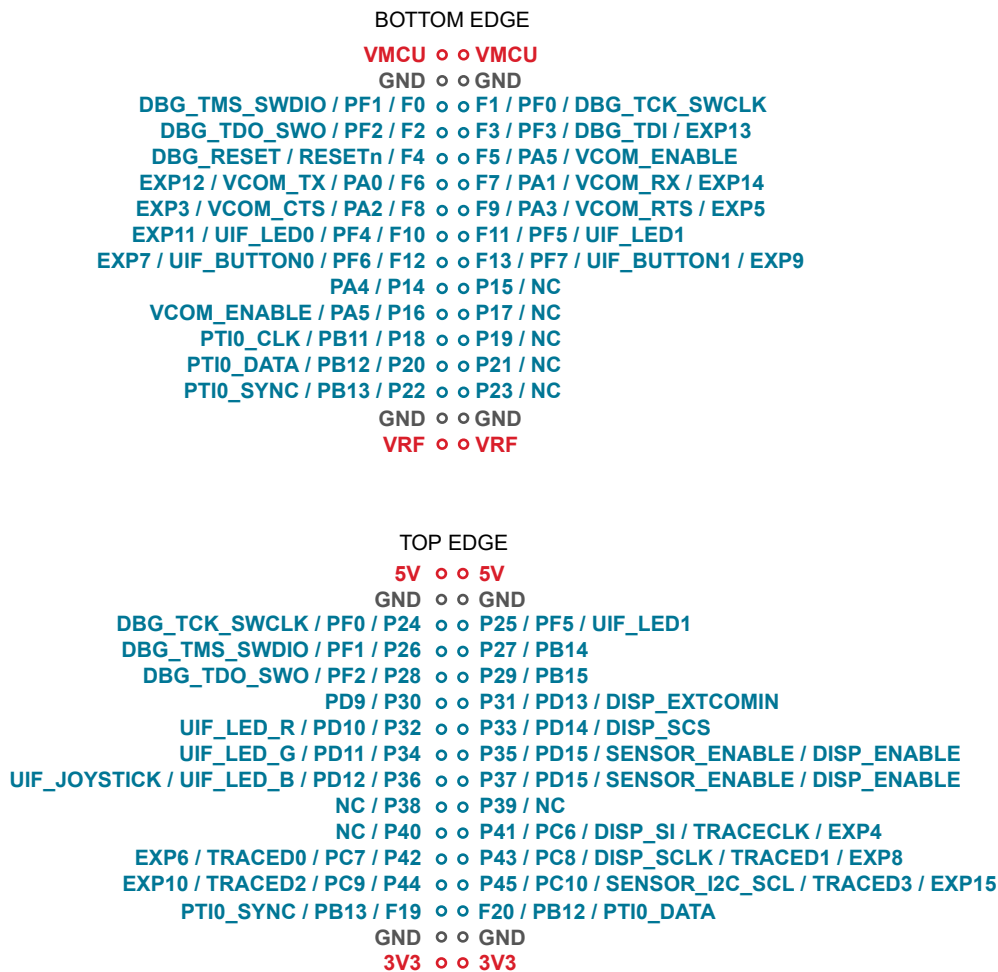 BOTTOM EDGE
VMCU VMCU
GND GND
DBG_TMS_SWDIO / PF1 / F0 F1 / PF0 / DBG_TCK_SWCLK
DBG_TDO_SWO / PF2 / F2 F3 / PF3 / DBG_TDI / EXP13
DBG_RESET / RESETn / F4 F5 / PA5 / VCOM_ENABLE
EXP12 / VCOM_TX / PA0 / F6 F7 / PA1 / VCOM_RX / EXP14
EXP3 / VCOM_CTS / PA2 / F8 F9 / PA3 / VCOM_RTS / EXP5
EXP11 / UIF_LED0 / PF4 / F10 F11 / PF5 / UIF_LED1
EXP7 / UIF_BUTTON0 / PF6 / F12 F13 / PF7 / UIF_BUTTON1 / EXP9
PA4 / P14 P15 / NC
VCOM_ENABLE / PA5 / P16 P17 / NC
PTI0_CLK / PB11 / P18 P19 / NC
PTI0_DATA / PB12 / P20 P21 / NC
PTI0_SYNC / PB13 / P22 P23 / NC
GND GND
VRF VRF
TOP EDGE
5V 5V
GND GND
DBG_TCK_SWCLK / PF0 / P24 P25 / PF5 / UIF_LED1
DBG_TMS_SWDIO / PF1 / P26 P27 / PB14
DBG_TDO_SWO / PF2 / P28 P29 / PB15
PD9 / P30 P31 / PD13 / DISP_EXTCOMIN
UIF_LED_R / PD10 / P32 P33 / PD14 / DISP_SCS
UIF_LED_G / PD11 / P34 P35 / PD15 / SENSOR_ENABLE / DISP_ENABLE
UIF_JOYSTICK / UIF_LED_B / PD12 / P36 P37 / PD15 / SENSOR_ENABLE / DISP_ENABLE
NC / P38 P39 / NC
NC / P40 P41 / PC6 / DISP_SI / TRACECLK / EXP4
EXP6 / TRACED0 / PC7 / P42 P43 / PC8 / DISP_SCLK / TRACED1 / EXP8
EXP10 / TRACED2 / PC9 / P44 P45 / PC10 / SENSOR_I2C_SCL / TRACED3 / EXP15
PTI0_SYNC / PB13 / F19 F20 / PB12 / PTI0_DATA
GND GND
3V3 3V3